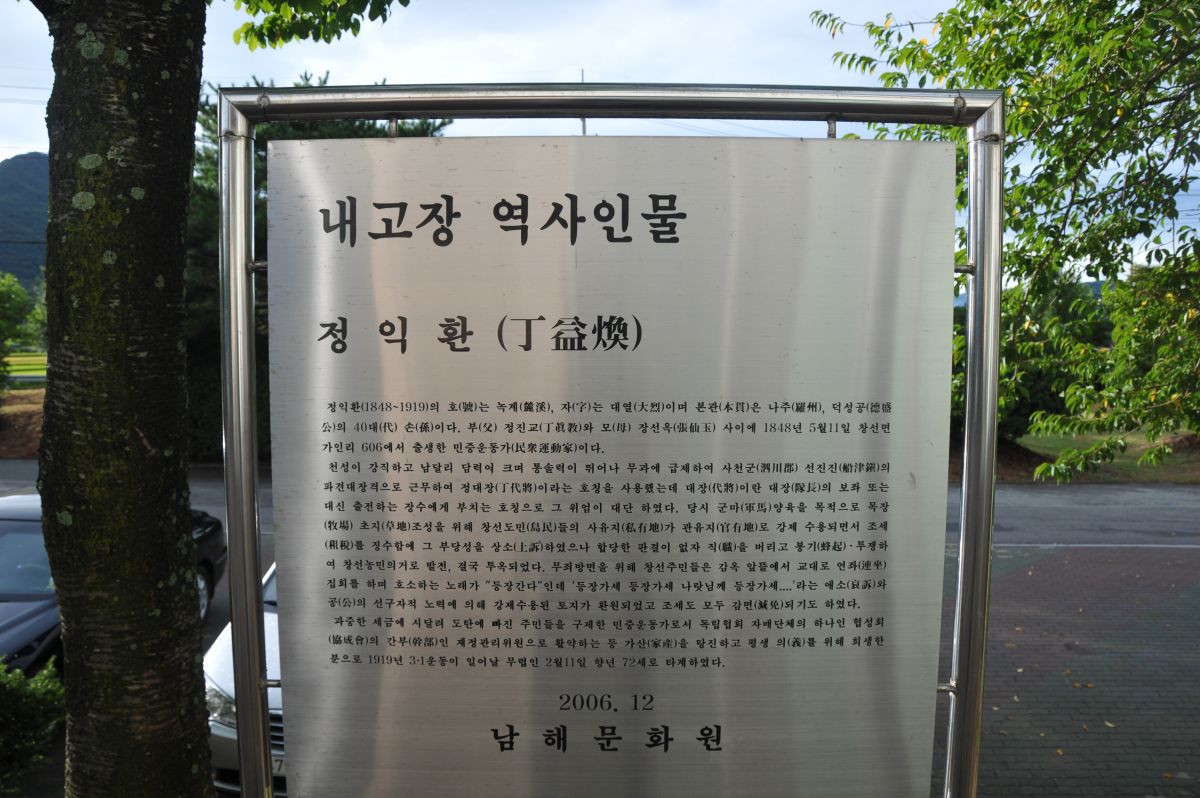 내고장 역사인물
정 익 환 (丁益煥)
정익환(1848~1919)의 호(號)는 녹계(麓溪), 자(字)는 대열(大烈)이며 본관(本貫)은 나주(羅州), 덕성공(德盛
公)의 40대(代) 손(孫)이다. 부(父) 정진교(丁眞敎)와 모(母) 장선옥(張仙玉) 사이에 1848년 5월11일 창선면
가인리 606에서 출생한 민중운동가(民衆運動家)이다.
천성이 강직하고 남달리 담력이 크며 통솔력이 뛰어나 무과에 급제하여 사천군(泗川郡) 선진진(船津鎭)의
파견대장격으로 근무하여 정대장(丁代將)이라는 호칭을 사용했는데 대장(代將)이란 대장(隊長)의 보좌 또는
대신 출전하는 장수에게 부치는 호칭으로 그 위엄이 대단 하였다. 당시 군마(軍馬)양육을 목적으로 목장
(牧場) 초지(草地)조성을 위해 창선도민(島民)들의 사유지(私有地)가 관유지(官有地)로 강제 수용되면서 조세
(租稅)를 징수함에 그 부당성을 상소(上訴)하였으나 합당한 판결이 없자 직(職)을 버리고 봉기(蜂起)·투쟁하
여 창선농민의거로 발전, 결국 투옥되었다. 무죄방면을 위해 창선주민들은 감옥 앞뜰에서 교대로 연좌(連坐)
집회를 하며 호소하는 노래가 "등장간다"인데 '등장가세 등장가세 나랏님께 등장가세....'라는 애소(哀訴)와
공(公)의 선구자적 노력에 의해 강제수용된 토지가 환원되었고 조세도 모두 감면(減免)되기도 하였다.
과중한 세금에 시달려 도탄에 빠진 주민들을 구제한 민중운동가로서 독립협회 자매단체의 하나인 협성회
(協成會)의 간부(幹部)인 재정관리위원으로 활약하는 등 가산(家産)을 탕진하고 평생 의(義)를 위해 희생한
분으로 1919년 3·1운동이 일어날 무렵인 2월11일 향년 72세로 타계하였다.
2006. 12
남 해 문 화 원